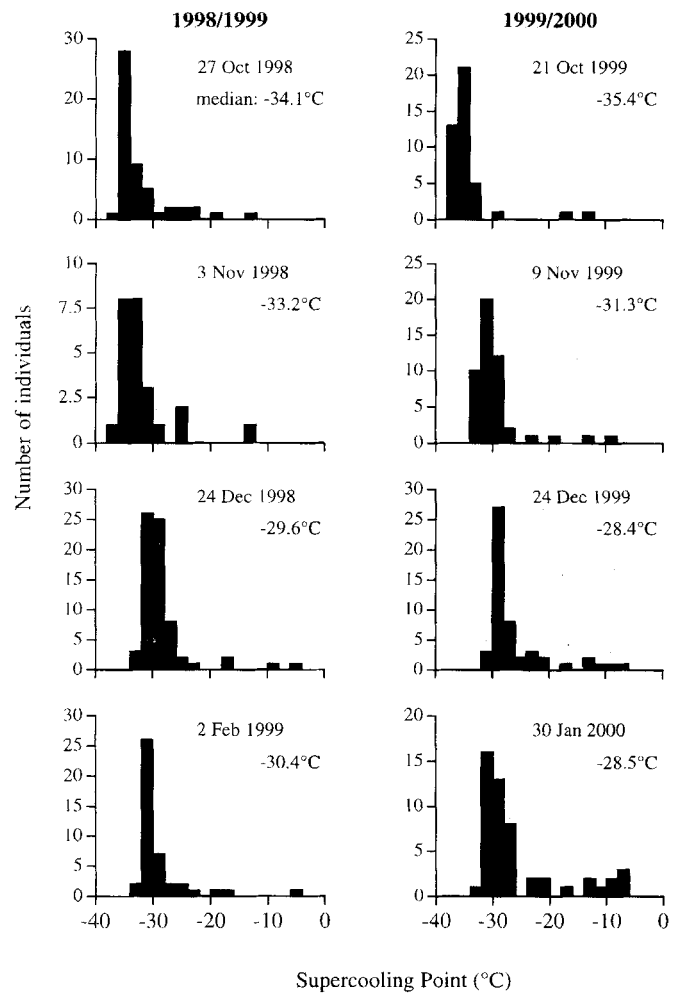 1998/1999
1999/2000
Number of individuals
30
20
10
0
27 Oct 1998
median: -34.1°C
25
20
15
10
5
0
21 Oct 1999
-35.4°C
10
7.5
5
2.5
0
3 Nov 1998
-33.2°C
25
20
15
10
5
0
9 Nov 1999
-31.3°C
30
25
20
15
10
5
0
24 Dec 1998
-29.6°C
30
25
20
15
10
5
0
24 Dec 1999
-28.4°C
30
25
20
15
10
5
0
2 Feb 1999
-30.4°C
20
15
10
5
0
30 Jan 2000
-28.5°C
-40 -30 -20 -10 0
-40 -30 -20 -10 0
Supercooling Point (°C)